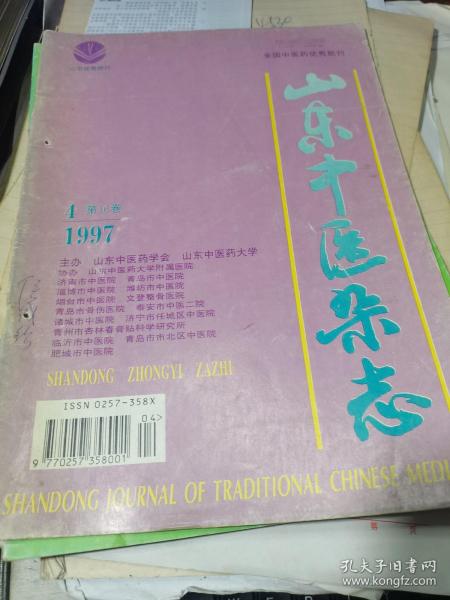 全国中医药优秀期刊
山东中医杂志
4 第16卷
1997
主办 山东中医药学会 山东中医药大学
协办 山东中医药大学附属医院
济南市中医院 青岛市中医院
淄博市中医院 潍坊市中医院
烟台市中医院 文登整骨医院
青岛市骨伤医院 泰安市中医二院
诸城市中医院 济宁市任城区中医院
青州市杏林春膏贴科学研究所
临沂市中医院 青岛市市北区中医院
肥城市中医院
SHANDONG ZHONGYI ZAZHI
ISSN 0257-358X
04
9 770257 358001
SHANDONG JOURNAL OF TRADITIONAL CHINESE MEDI
孔夫子旧书网
www.kongfz.com